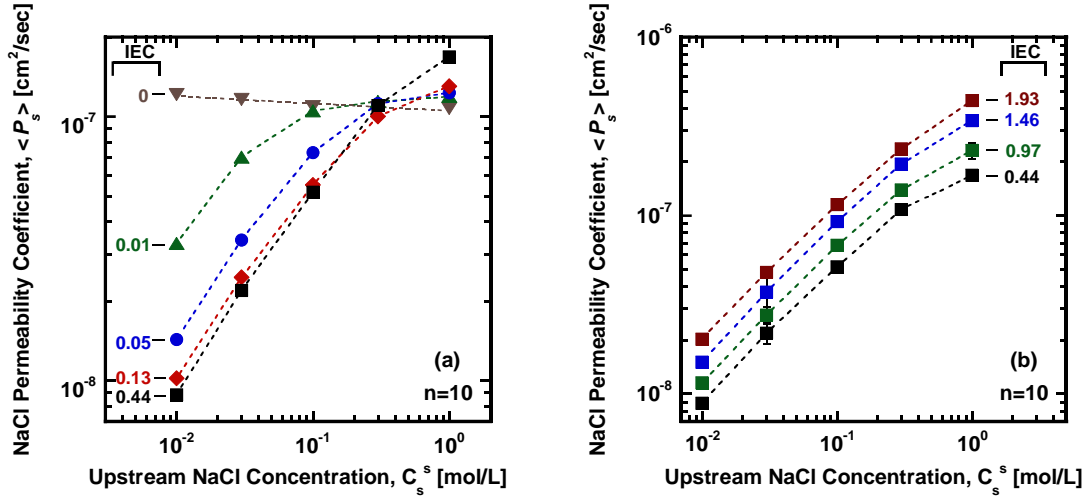 NaCl Permeability Coefficient, < P_s > [cm²/sec]
IEC
0
0.01
0.05
0.13
0.44
10⁻⁷
10⁻⁸
(a)
n=10
10⁻² 10⁻¹ 10⁰
Upstream NaCl Concentration, C_s^s [mol/L]
NaCl Permeability Coefficient, < P_s > [cm²/sec]
10⁻⁶
10⁻⁷
10⁻⁸
IEC
1.93
1.46
0.97
0.44
(b)
n=10
10⁻² 10⁻¹ 10⁰
Upstream NaCl Concentration, C_s^s [mol/L]